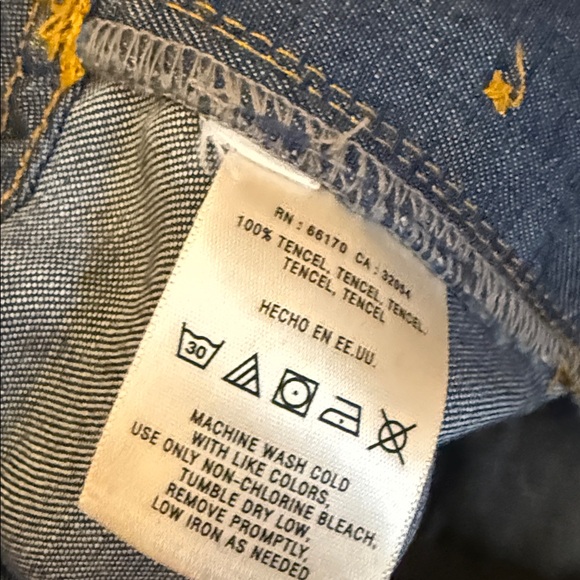 RN : 66170 CA : 32054
100% TENCEL, TENCEL, TENCEL,
TENCEL, TENCEL
HECHO EN EE.UU.
30
MACHINE WASH COLD
WITH LIKE COLORS,
USE ONLY NON-CHLORINE BLEACH,
TUMBLE DRY LOW,
REMOVE PROMPTLY,
LOW IRON AS NEEDED